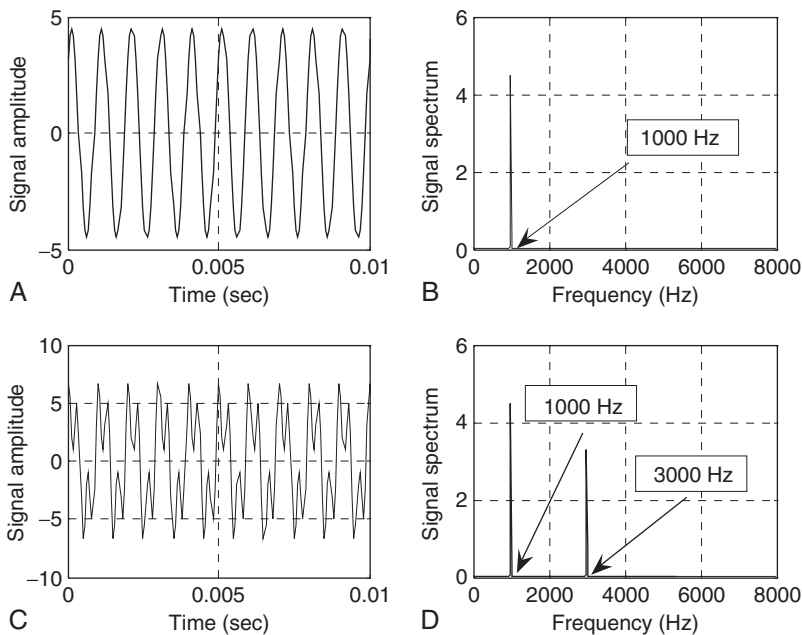 5
0
−5
Signal amplitude
0
0.005
0.01
Time (sec)
A
6
4
2
0
Signal spectrum
1000 Hz
0
2000
4000
6000
8000
Frequency (Hz)
B
10
5
0
−5
−10
Signal amplitude
0
0.005
0.01
Time (sec)
C
6
4
2
0
Signal spectrum
1000 Hz
3000 Hz
0
2000
4000
6000
8000
Frequency (Hz)
D